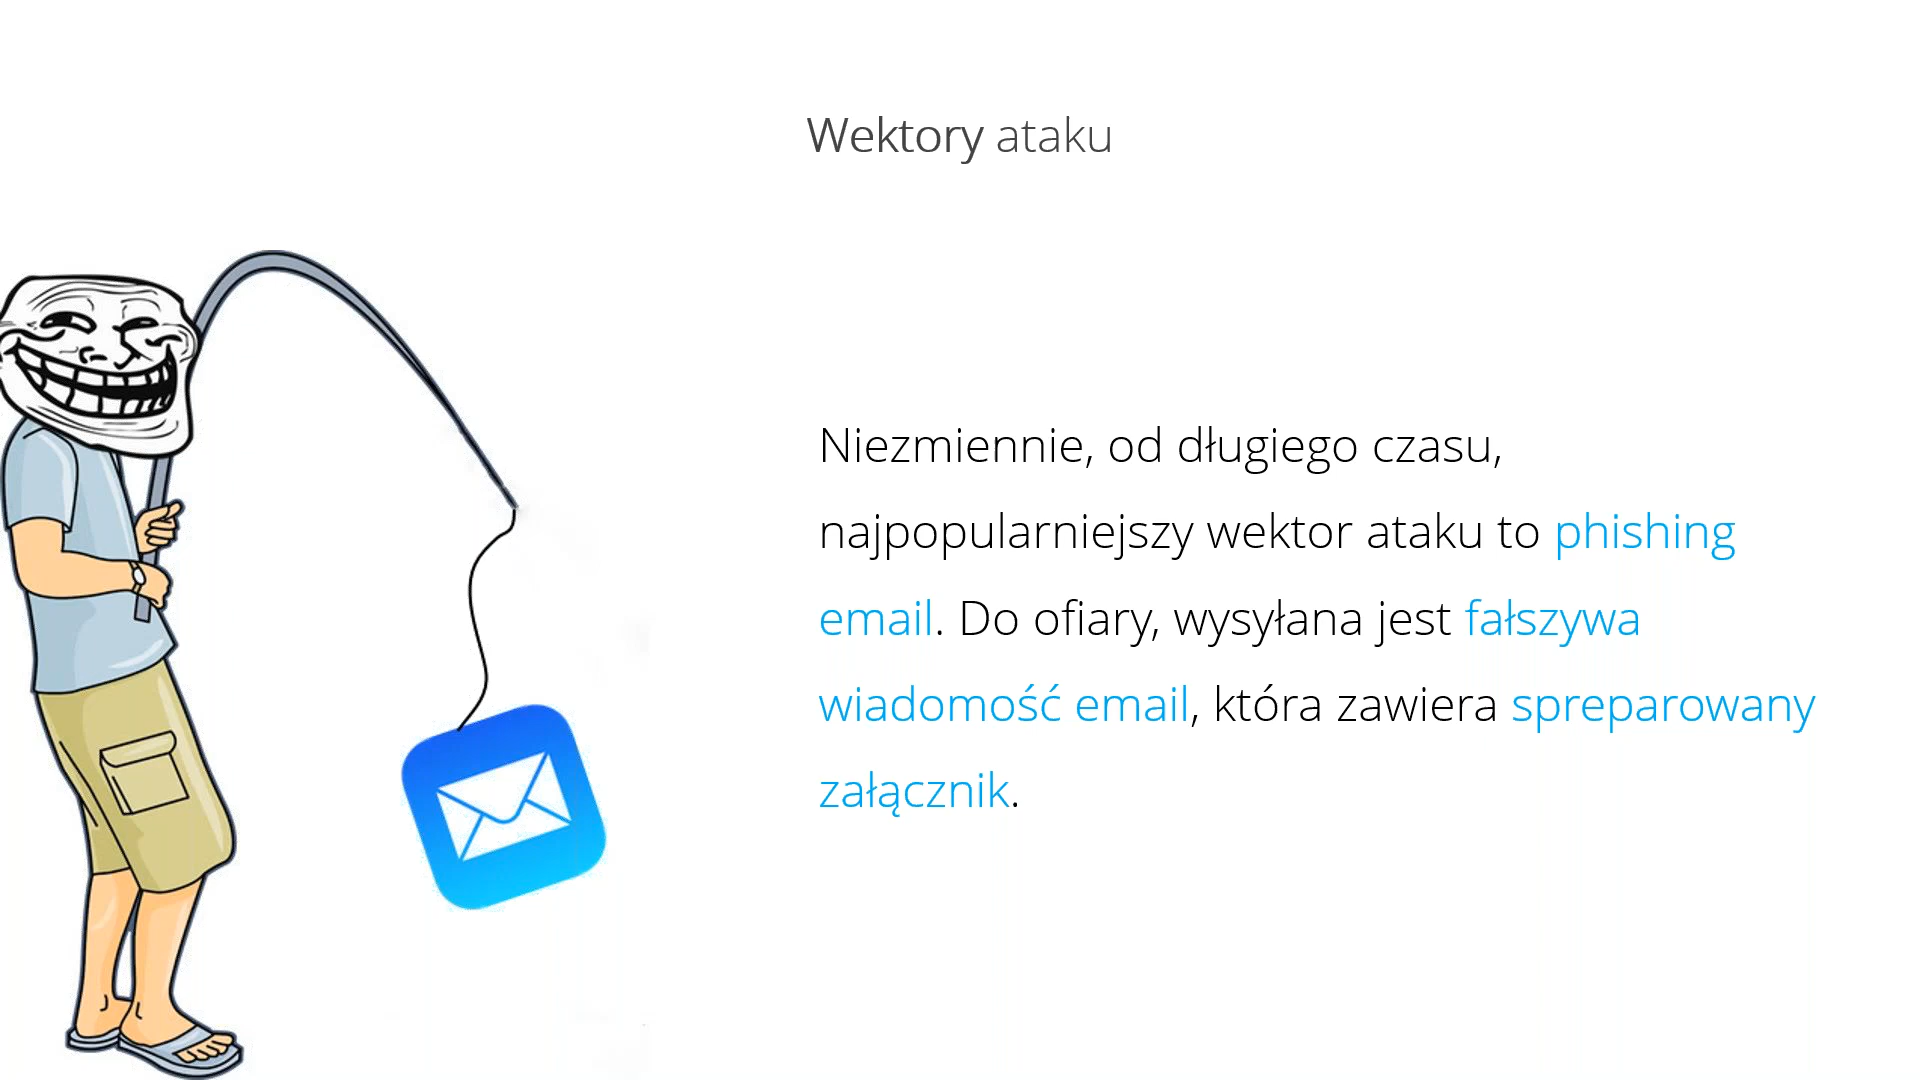 Wektory ataku
Niezmiennie, od długiego czasu,
najpopularniejszy wektor ataku to phishing
email. Do ofiary, wysyłana jest fałszywa
wiadomość email, która zawiera spreparowany
załącznik.